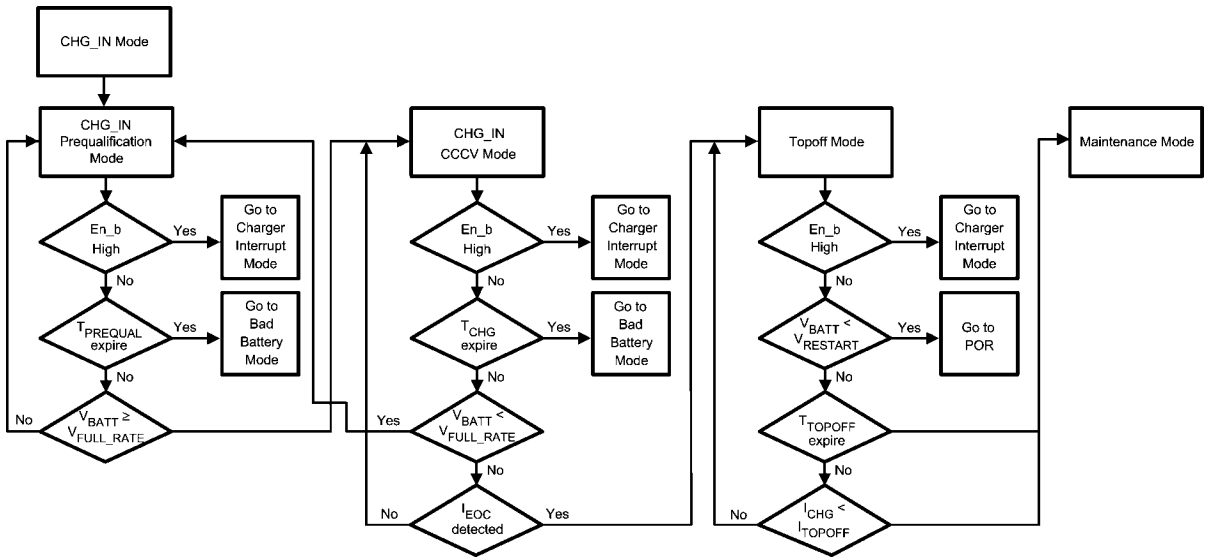 CHG_IN Mode
CHG_IN
Prequalification
Mode
En_b
High
Yes
Go to
Charger
Interrupt
Mode
No
TPREQUAL
expire
Yes
Go to
Bad
Battery
Mode
No
VBATT ≥
VFULL_RATE
No
CHG_IN
CCCV Mode
En_b
High
Yes
Go to
Charger
Interrupt
Mode
No
TCHG
expire
Yes
Go to
Bad
Battery
Mode
No
VBATT <
VFULL_RATE
Yes
No
IEOC
detected
No
Yes
Topoff Mode
En_b
High
Yes
Go to
Charger
Interrupt
Mode
No
VBATT <
VRESTART
Yes
Go to
POR
No
TTOPOFF
expire
No
ICHG <
ITOPOFF
No
Maintenance Mode